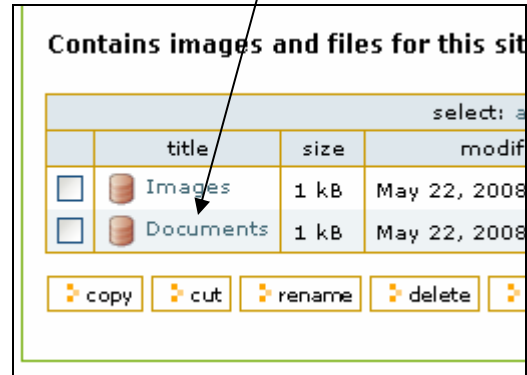 Contains images and files for this sit
select: a
title size modif
Images 1 kB May 22, 2008
Documents 1 kB May 22, 2008
copy cut rename delete